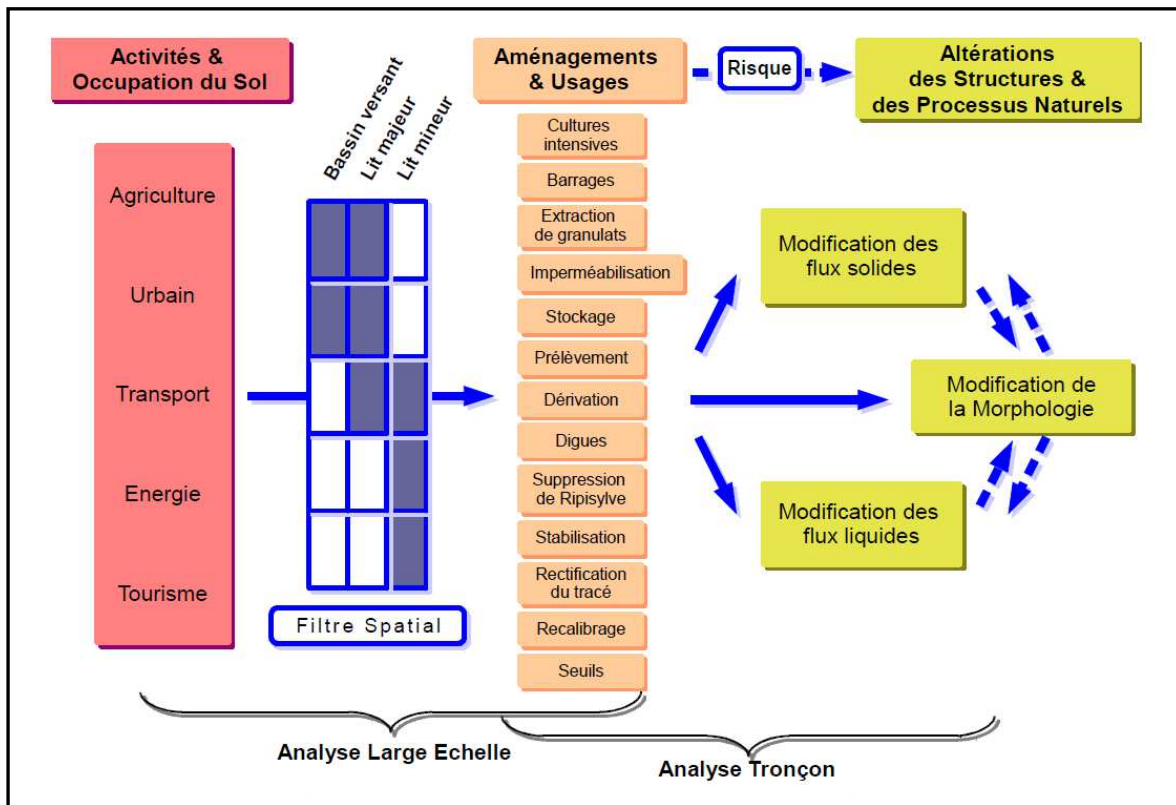 Activités &
Occupation du Sol
Aménagements
& Usages
Risque
Altérations
des Structures &
des Processus Naturels
Bassin versant
Lit majeur
Lit mineur
Agriculture
Urbain
Transport
Energie
Tourisme
Filtre Spatial
Cultures
intensives
Barrages
Extraction
de granulats
Imperméabilisation
Stockage
Prélèvement
Dérivation
Digues
Suppression
de Ripisylve
Stabilisation
Rectification
du tracé
Recalibrage
Seuils
Modification des
flux solides
Modification de
la Morphologie
Modification des
flux liquides
Analyse Large Echelle
Analyse Tronçon